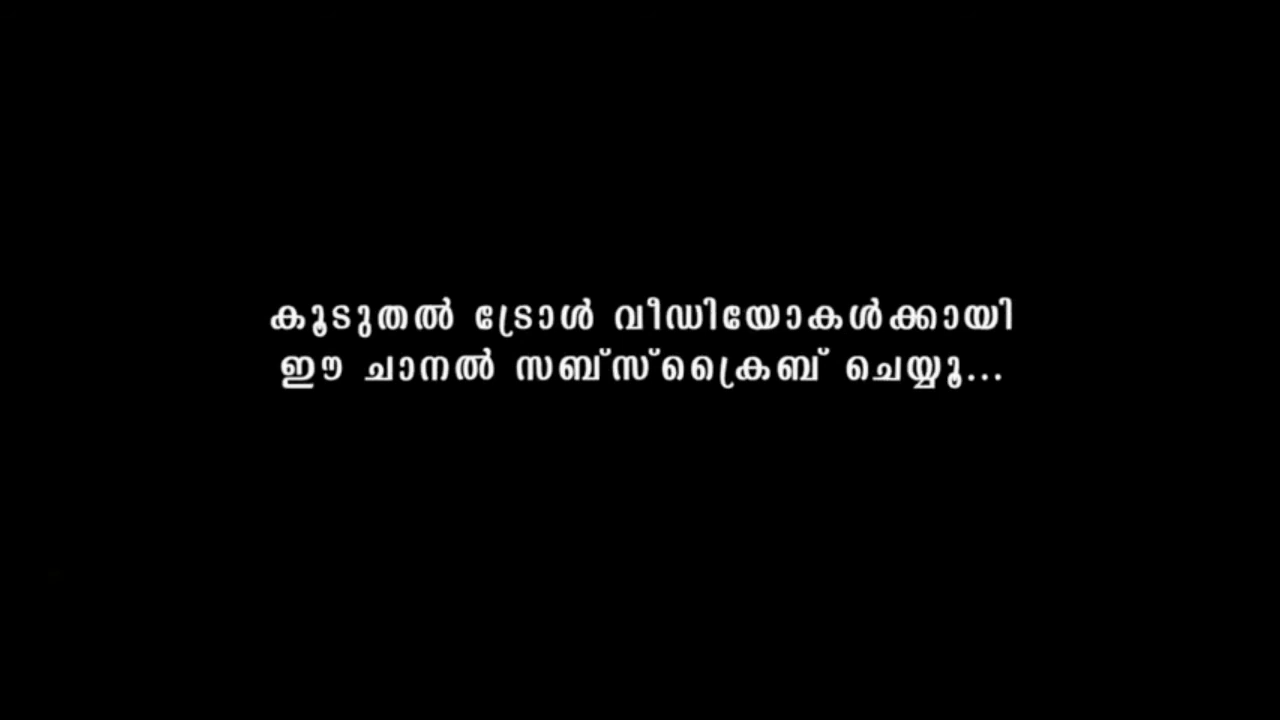 കൂടുതൽ ട്രോൾ വീഡിയോകൾക്കായി
ഈ ചാനൽ സബ്സ്ക്രൈബ് ചെയ്യൂ...